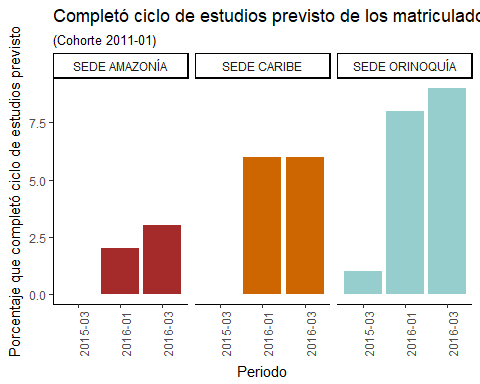 Completó ciclo de estudios previsto de los matriculado
(Cohorte 2011-01)
SEDE AMAZONÍA SEDE CARIBE SEDE ORINOQUÍA
Porcentaje que completó ciclo de estudios previsto
7.5
5.0
2.5
0.0
2015-03 2016-01 2016-03 2015-03 2016-01 2016-03 2015-03 2016-01 2016-03
Periodo